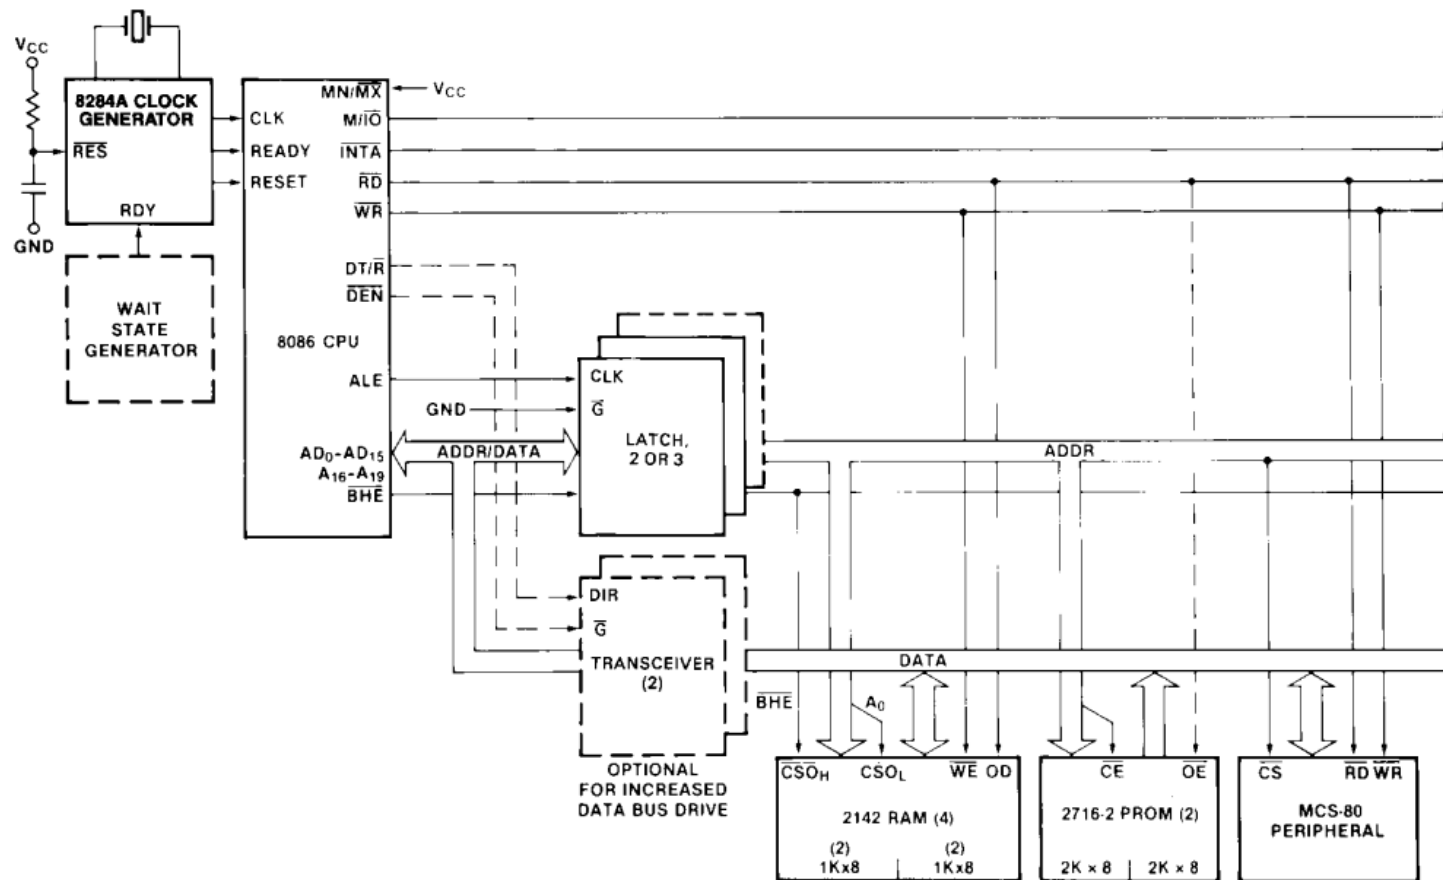 VCC
8284A CLOCK
GENERATOR
RES
RDY
GND
WAIT
STATE
GENERATOR
CLK
READY
RESET
MN/MX
VCC
M/IO
INTA
RD
WR
DT/R
DEN
8086 CPU
ALE
AD0-AD15
A16-A19
BHE
GND
ADDR/DATA
CLK
G
LATCH,
2 OR 3
ADDR
DIR
G
TRANSCEIVER
(2)
OPTIONAL
FOR INCREASED
DATA BUS DRIVE
DATA
BHE
A0
CSOH
CSOL
WE OD
2142 RAM (4)
(2)
1Kx8
(2)
1Kx8
CE
OE
2716-2 PROM (2)
2K × 8
2K × 8
CS
RD WR
MCS-80
PERIPHERAL